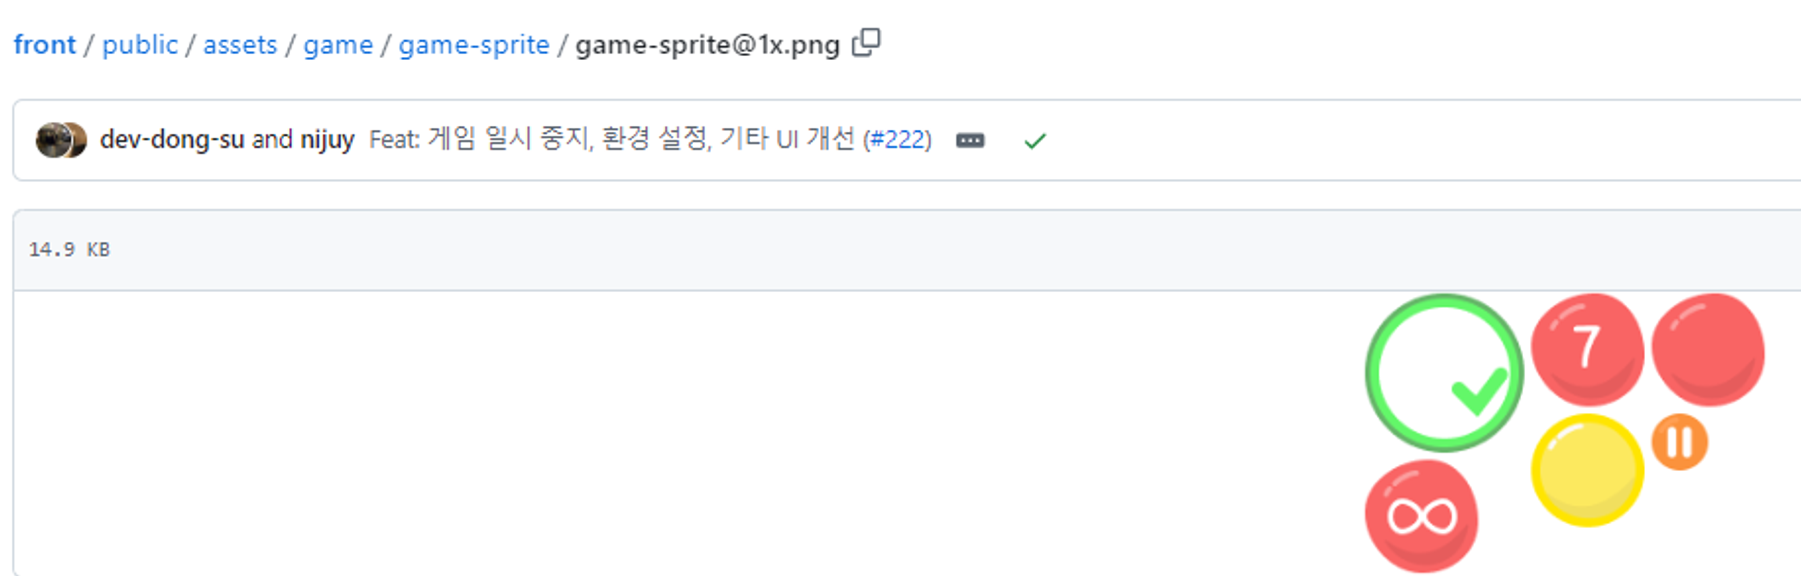 front / public / assets / game / game-sprite / game-sprite@1x.png
dev-dong-su and nijuy Feat: 게임 일시 중지, 환경 설정, 기타 UI 개선 (#222)
14.9 KB
7
∞